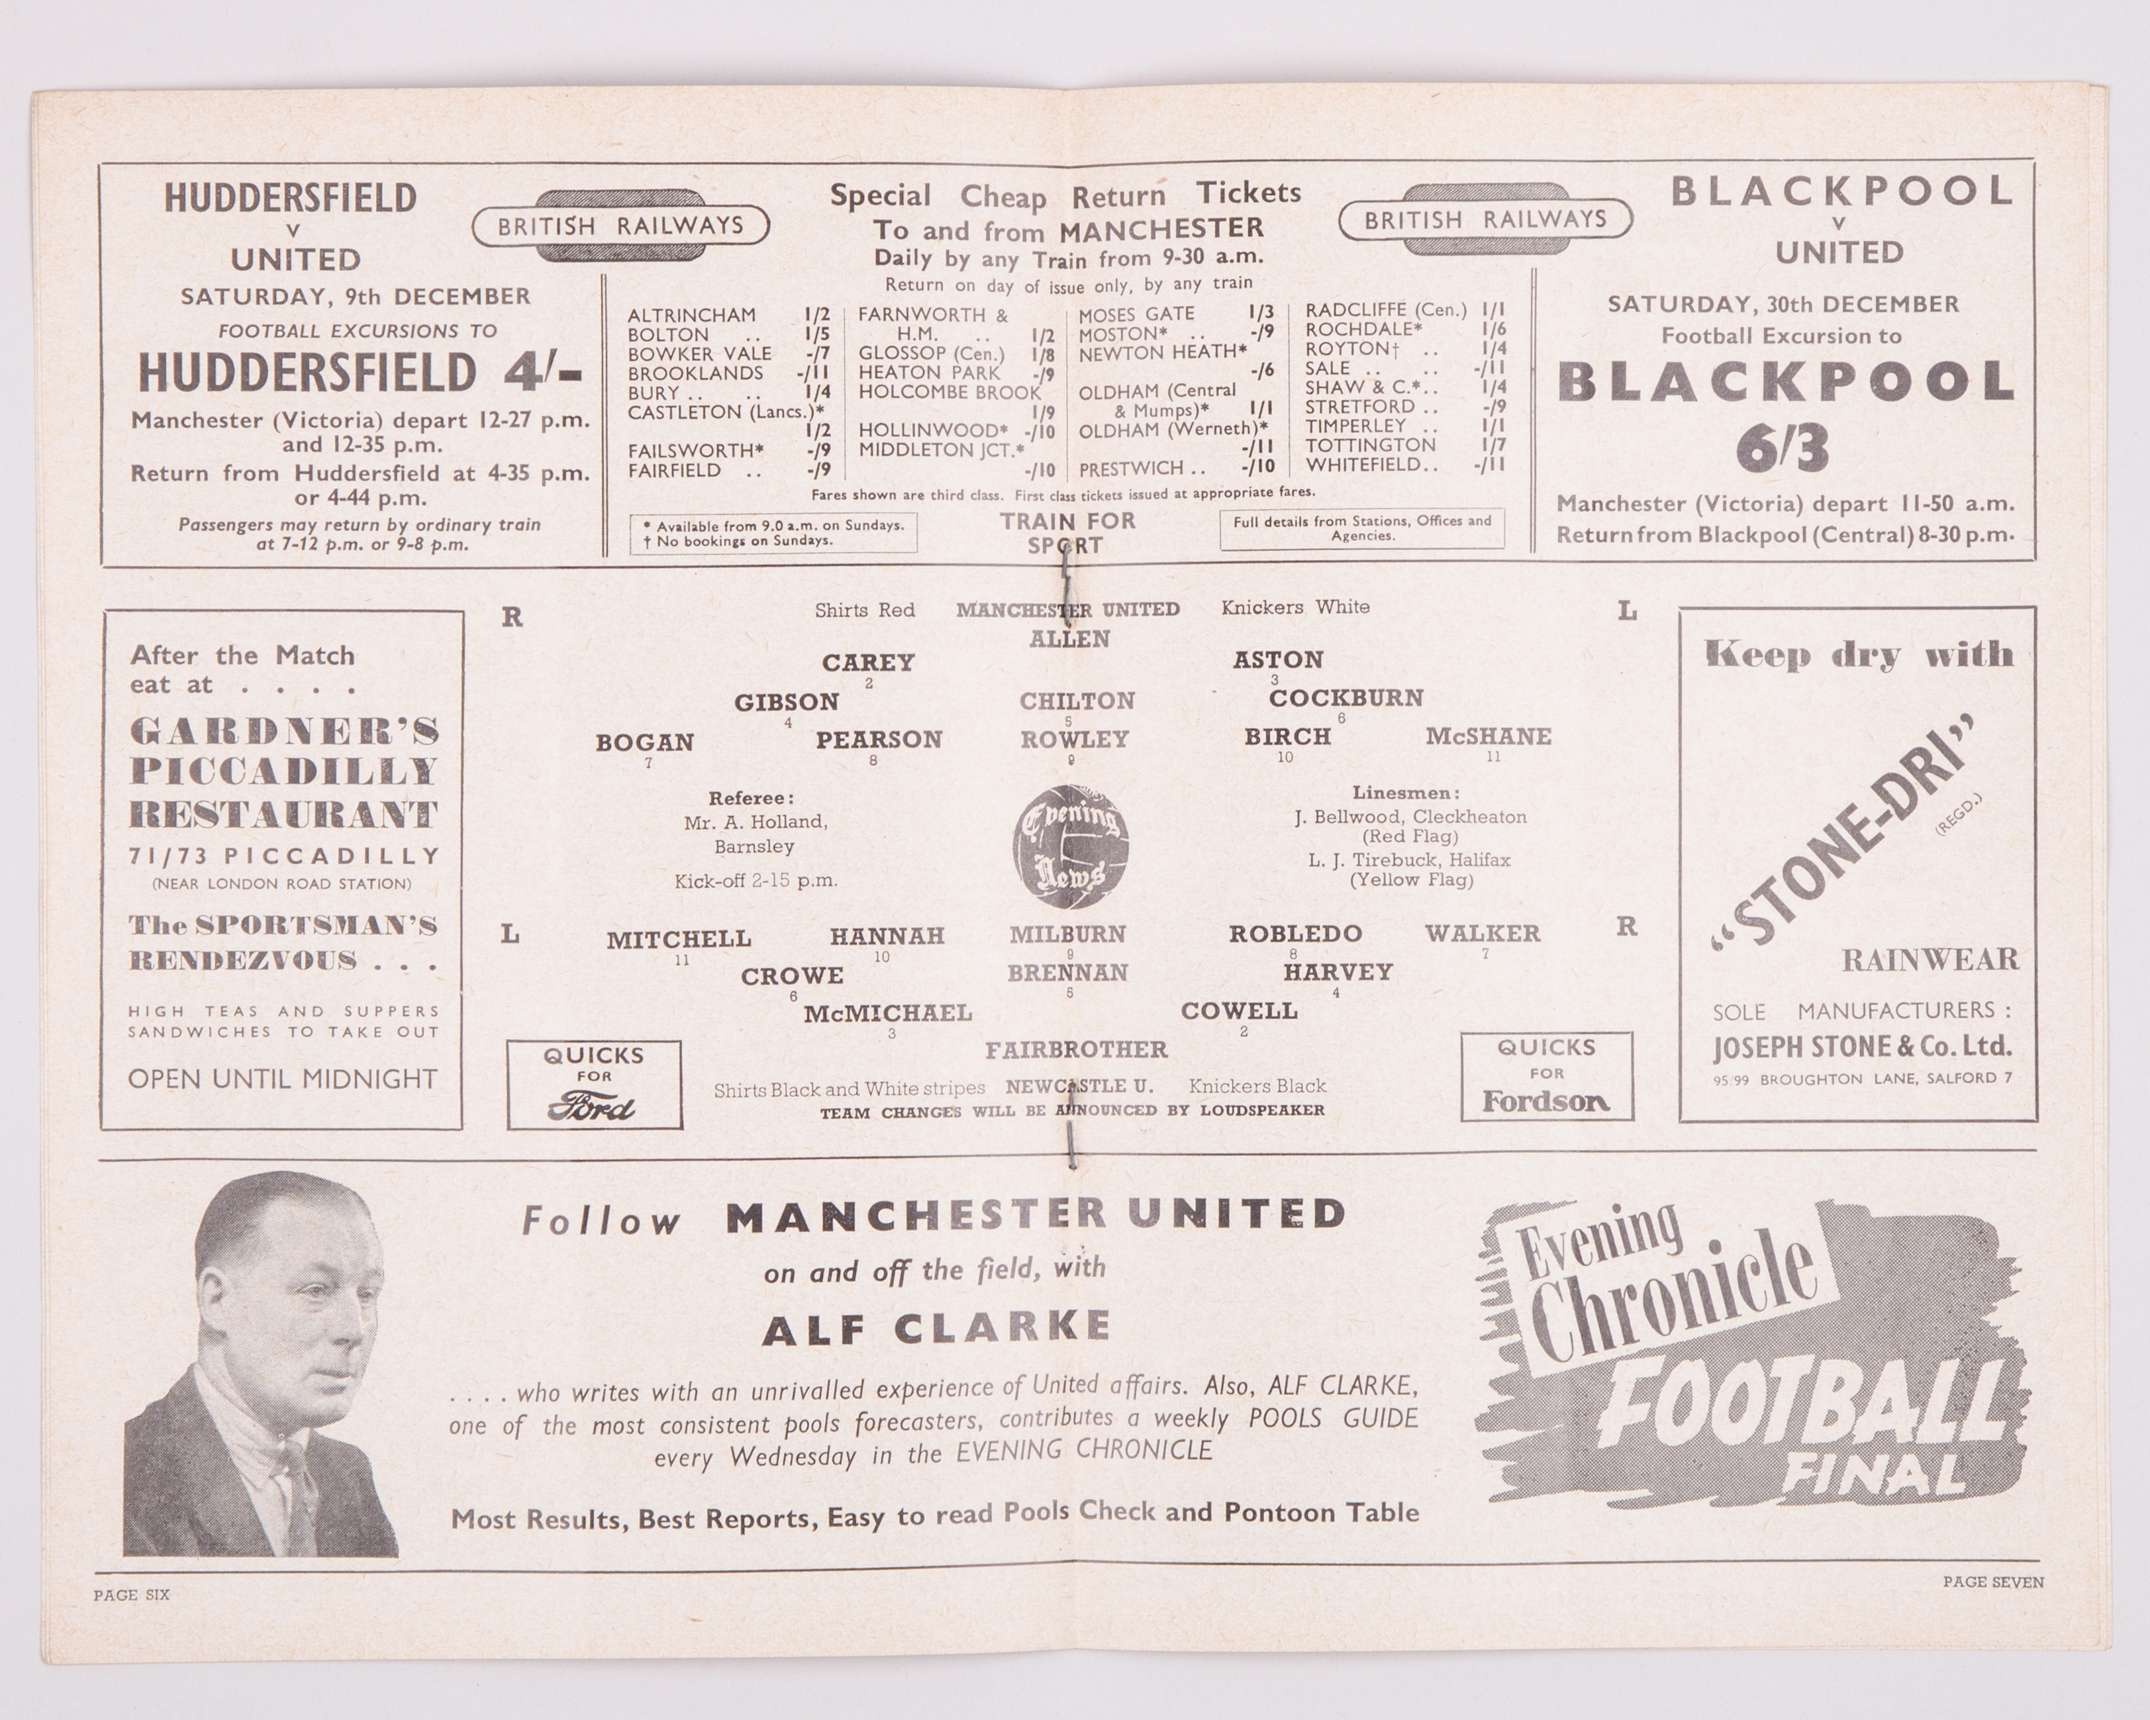 HUDDERSFIELD
v
UNITED
SATURDAY, 9th DECEMBER
FOOTBALL EXCURSIONS TO
HUDDERSFIELD 4/-
Manchester (Victoria) depart 12-27 p.m.
and 12-35 p.m.
Return from Huddersfield at 4-35 p.m.
or 4-44 p.m.
Passengers may return by ordinary train
at 7-12 p.m. or 9-8 p.m.
BRITISH RAILWAYS
Special Cheap Return Tickets
To and from MANCHESTER
Daily by any Train from 9-30 a.m.
Return on day of issue only, by any train
BRITISH RAILWAYS
ALTRINCHAM 1/2
BOLTON .. 1/5
BOWKER VALE -/7
BROOKLANDS -/11
BURY .. .. 1/4
CASTLETON (Lancs.)*
1/2
FAILSWORTH* -/9
FAIRFIELD .. -/9
FARNWORTH &
H.M. .. 1/2
GLOSSOP (Cen.) 1/8
HEATON PARK -/9
HOLCOMBE BROOK
1/9
HOLLINWOOD* -/10
MIDDLETON JCT.*
-/10
MOSES GATE 1/3
MOSTON* .. -/9
NEWTON HEATH*
-/6
OLDHAM (Central
& Mumps)* 1/1
OLDHAM (Werneth)*
-/11
PRESTWICH .. -/10
RADCLIFFE (Cen.) 1/1
ROCHDALE* 1/6
ROYTON† .. 1/4
SALE .. .. -/11
SHAW & C.*.. 1/4
STRETFORD .. -/9
TIMPERLEY .. 1/1
TOTTINGTON 1/7
WHITEFIELD.. -/11
Fares shown are third class. First class tickets issued at appropriate fares.
* Available from 9.0 a.m. on Sundays.
† No bookings on Sundays.
TRAIN FOR
SPORT
Full details from Stations, Offices and
Agencies.
BLACKPOOL
v
UNITED
SATURDAY, 30th DECEMBER
Football Excursion to
BLACKPOOL
6/3
Manchester (Victoria) depart 11-50 a.m.
Return from Blackpool (Central) 8-30 p.m.
After the Match
eat at . . . .
GARDNER'S
PICCADILLY
RESTAURANT
71/73 PICCADILLY
(NEAR LONDON ROAD STATION)
The SPORTSMAN'S
RENDEZVOUS . . .
HIGH TEAS AND SUPPERS
SANDWICHES TO TAKE OUT
OPEN UNTIL MIDNIGHT
R Shirts Red MANCHESTER UNITED Knickers White L
ALLEN
CAREY ASTON
2 3
GIBSON CHILTON COCKBURN
4 5 6
BOGAN PEARSON ROWLEY BIRCH McSHANE
7 8 9 10 11
Referee:
Mr. A. Holland,
Barnsley
Kick-off 2-15 p.m.
Evening
News
Linesmen:
J. Bellwood, Cleckheaton
(Red Flag)
L. J. Tirebuck, Halifax
(Yellow Flag)
L MITCHELL HANNAH MILBURN ROBLEDO WALKER R
11 10 9 8 7
CROWE BRENNAN HARVEY
6 5 4
McMICHAEL COWELL
3 2
FAIRBROTHER
Shirts Black and White stripes NEWCASTLE U. Knickers Black
TEAM CHANGES WILL BE ANNOUNCED BY LOUDSPEAKER
QUICKS
FOR
Ford
QUICKS
FOR
Fordson
Keep dry with
"STONE-DRI"
(REGD.)
RAINWEAR
SOLE MANUFACTURERS :
JOSEPH STONE & Co. Ltd.
95/99 BROUGHTON LANE, SALFORD 7
Follow MANCHESTER UNITED
on and off the field, with
ALF CLARKE
. . . . who writes with an unrivalled experience of United affairs. Also, ALF CLARKE,
one of the most consistent pools forecasters, contributes a weekly POOLS GUIDE
every Wednesday in the EVENING CHRONICLE
Most Results, Best Reports, Easy to read Pools Check and Pontoon Table
Evening
Chronicle
FOOTBALL
FINAL
PAGE SIX
PAGE SEVEN